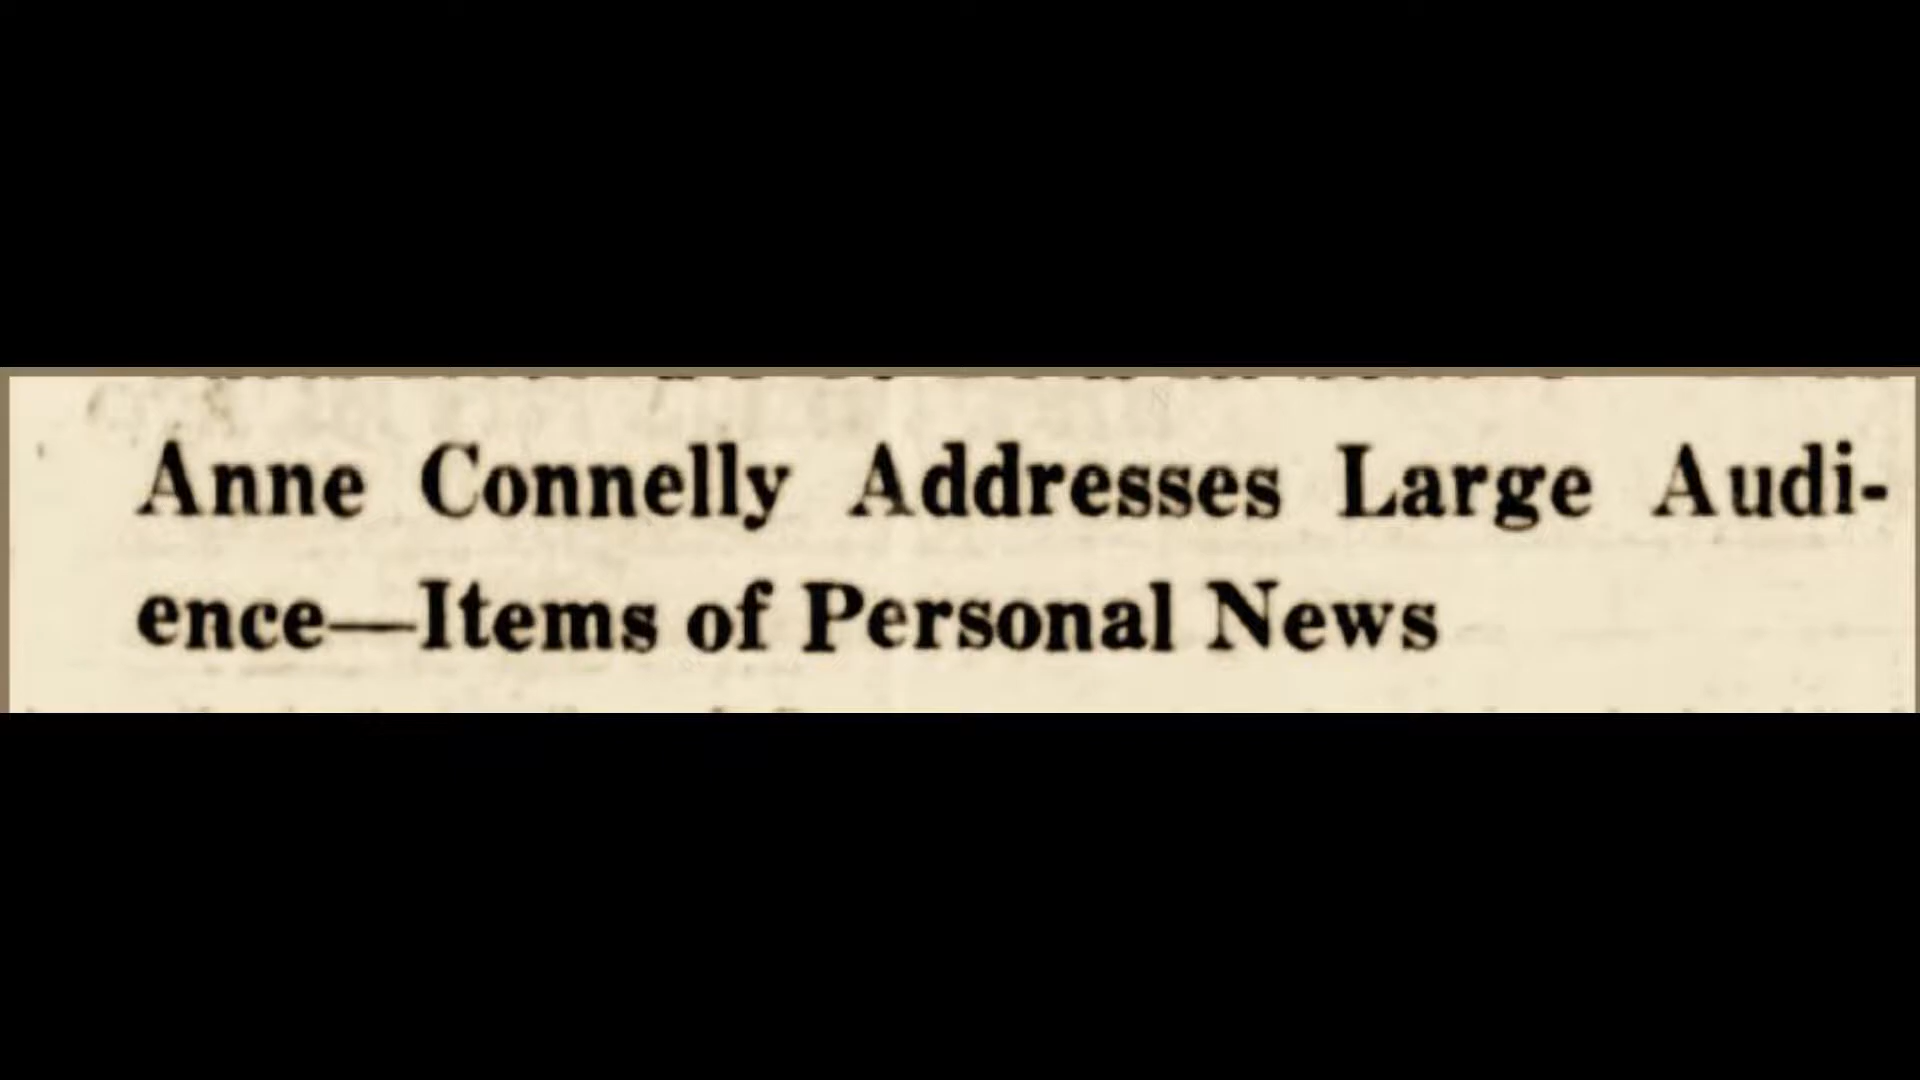 Anne Connelly Addresses Large Audi-
ence—Items of Personal News